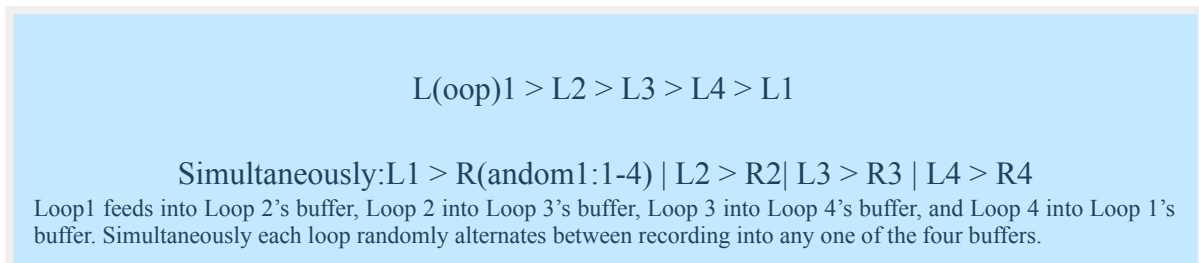 L(oop)1 > L2 > L3 > L4 > L1
Simultaneously:L1 > R(andom1:1-4) | L2 > R2| L3 > R3 | L4 > R4
Loop1 feeds into Loop 2’s buffer, Loop 2 into Loop 3’s buffer, Loop 3 into Loop 4’s buffer, and Loop 4 into Loop 1’s
buffer. Simultaneously each loop randomly alternates between recording into any one of the four buffers.